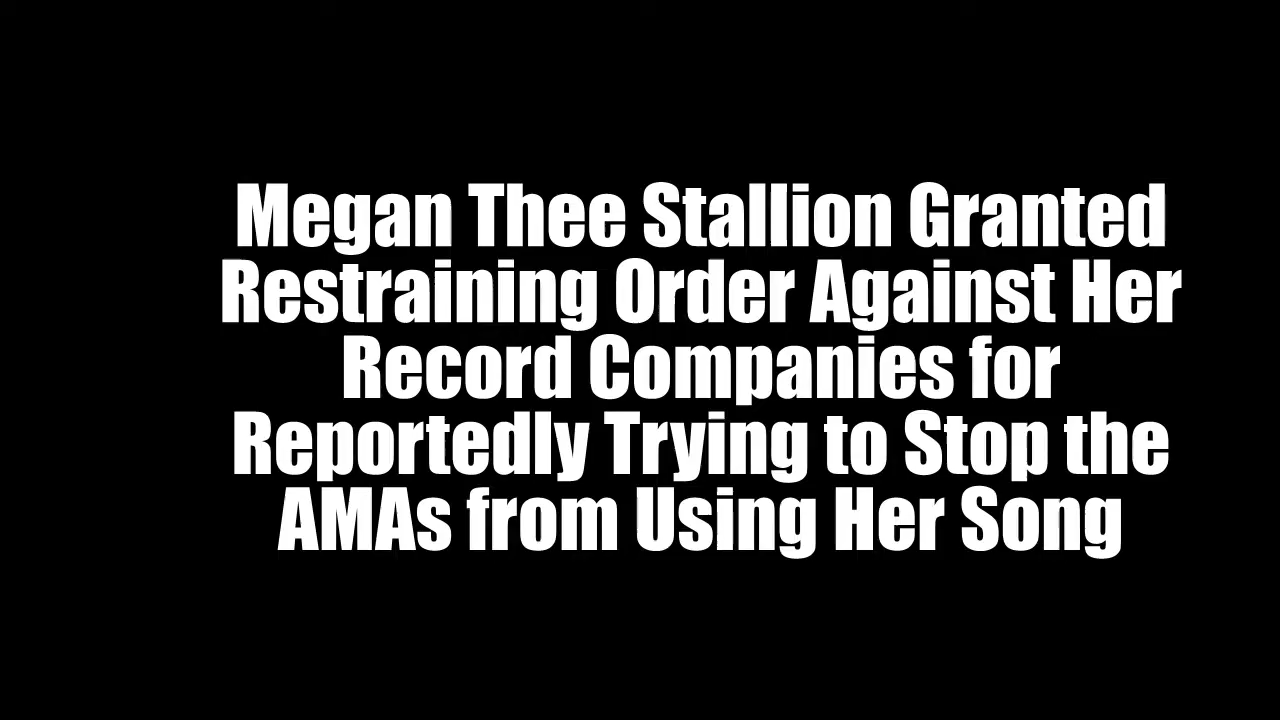 Megan Thee Stallion Granted
Restraining Order Against Her
Record Companies for
Reportedly Trying to Stop the
AMAs from Using Her Song